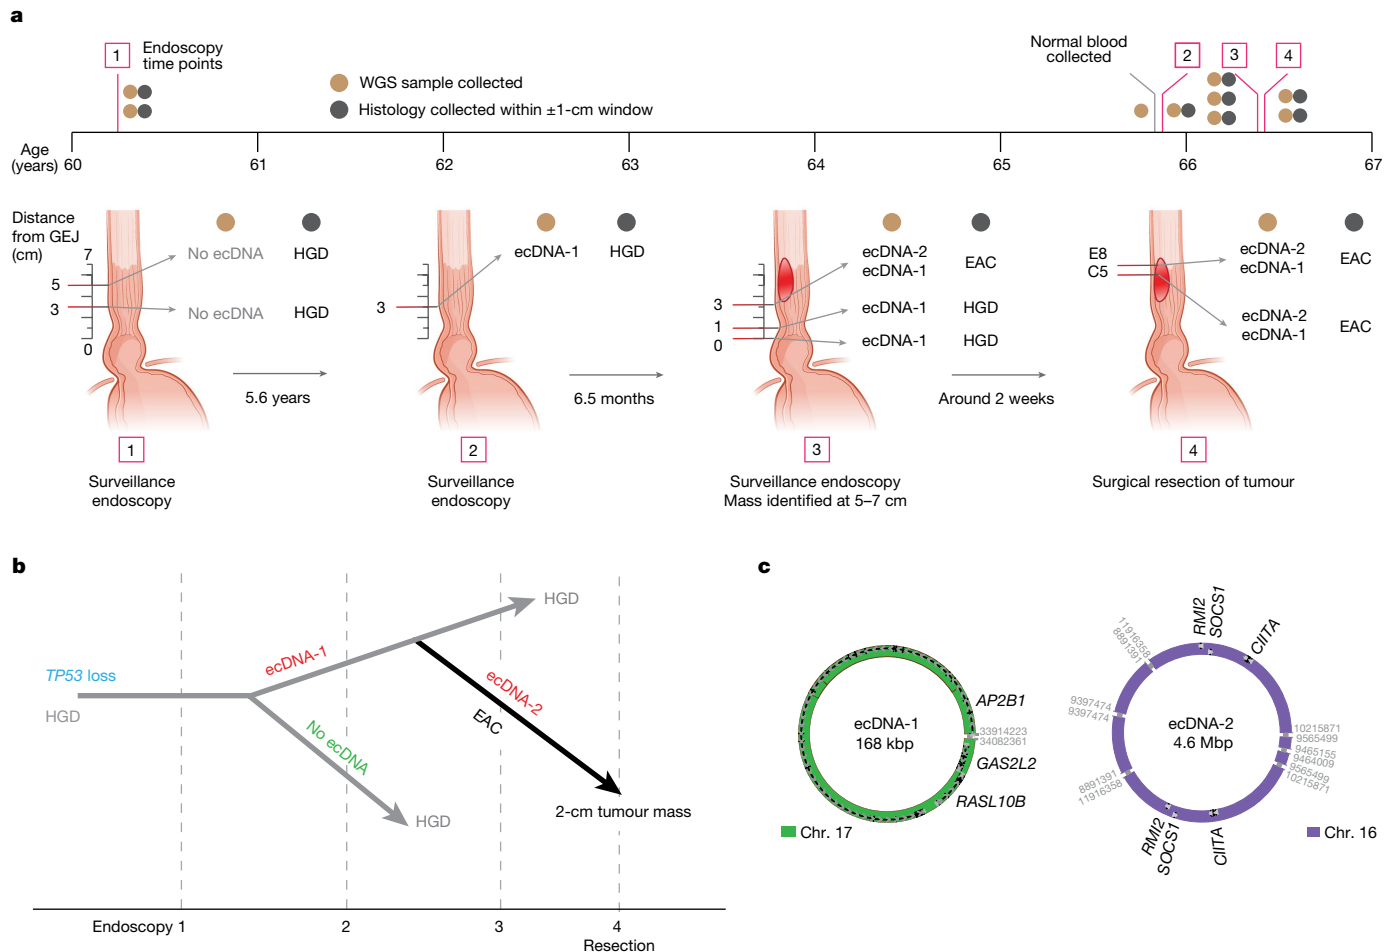 a
1
Endoscopy
time points
WGS sample collected
Histology collected within ±1-cm window
Normal blood
collected
2
3
4
Age
(years)
60
61
62
63
64
65
66
67
Distance
from GEJ
(cm)
7
5
3
0
No ecDNA
HGD
No ecDNA
HGD
5.6 years
1
Surveillance
endoscopy
3
ecDNA-1
HGD
6.5 months
2
Surveillance
endoscopy
3
1
0
ecDNA-2
ecDNA-1
EAC
ecDNA-1
HGD
ecDNA-1
HGD
Around 2 weeks
3
Surveillance endoscopy
Mass identified at 5–7 cm
E8
C5
ecDNA-2
ecDNA-1
EAC
ecDNA-2
ecDNA-1
EAC
4
Surgical resection of tumour
b
TP53 loss
HGD
ecDNA-1
HGD
No ecDNA
HGD
ecDNA-2
EAC
2-cm tumour mass
Endoscopy 1
2
3
4
Resection
c
ecDNA-1
168 kbp
AP2B1
33914223
34082361
GAS2L2
RASL10B
Chr. 17
ecDNA-2
4.6 Mbp
RMI2
SOCS1
CIITA
10215871
9565499
9465155
9464009
9565499
10215871
CIITA
SOCS1
RMI2
11916358
8891391
9397474
9397474
8891391
11916358
Chr. 16